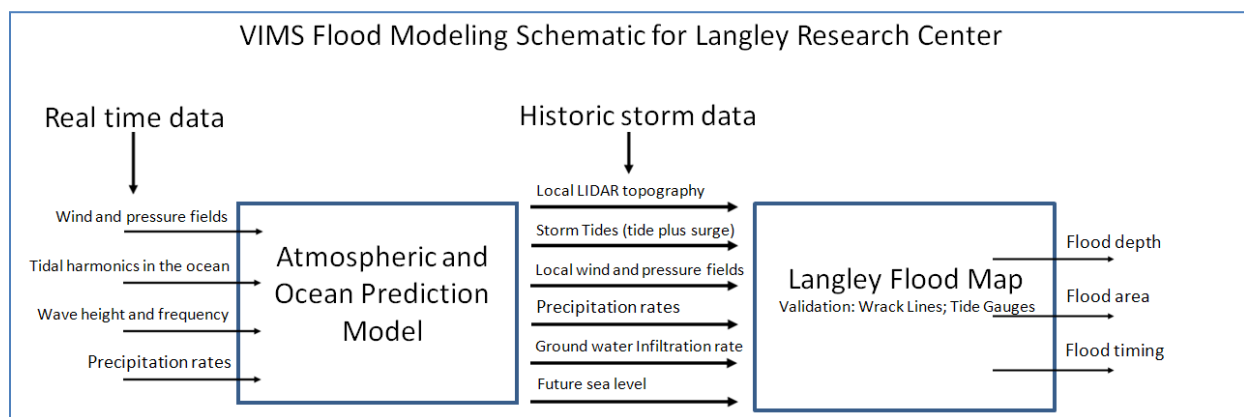 VIMS Flood Modeling Schematic for Langley Research Center
Real time data
Historic storm data
Wind and pressure fields
Tidal harmonics in the ocean
Wave height and frequency
Precipitation rates
Atmospheric and
Ocean Prediction
Model
Local LIDAR topography
Storm Tides (tide plus surge)
Local wind and pressure fields
Precipitation rates
Ground water Infiltration rate
Future sea level
Langley Flood Map
Validation: Wrack Lines; Tide Gauges
Flood depth
Flood area
Flood timing